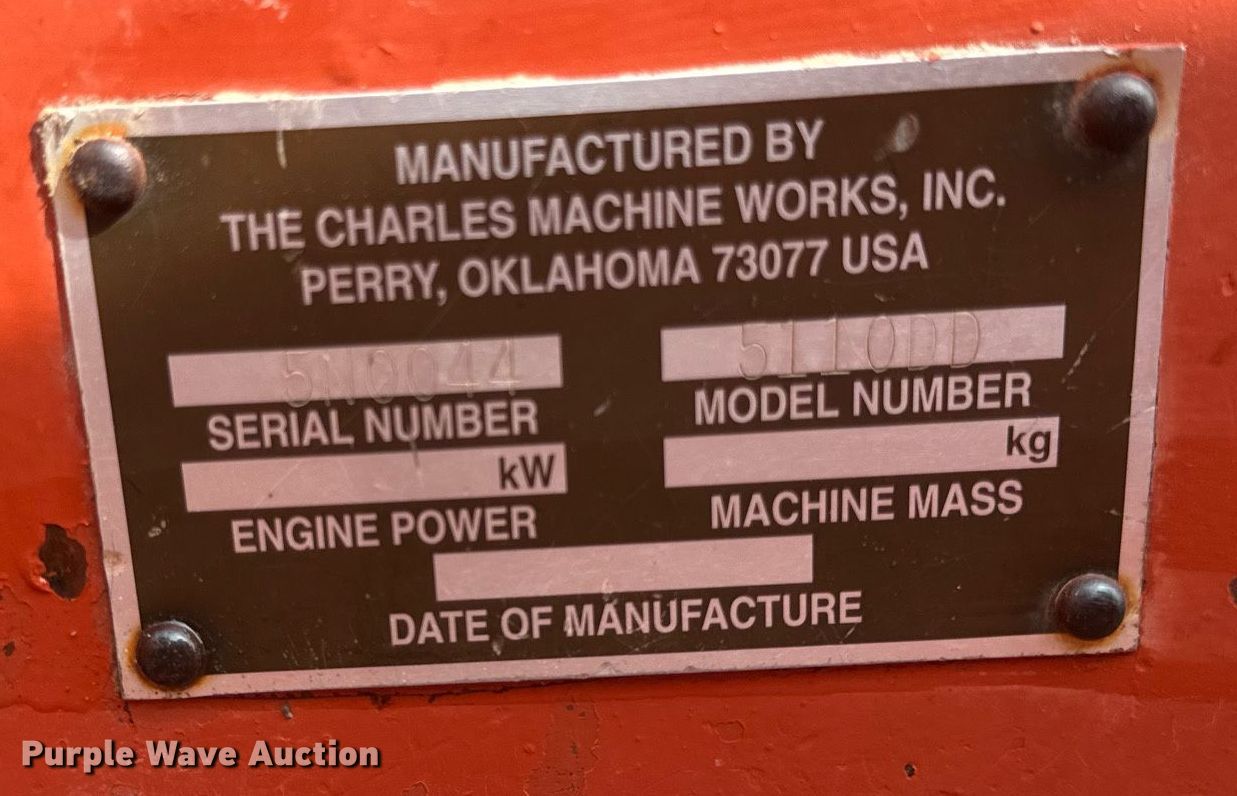 MANUFACTURED BY
THE CHARLES MACHINE WORKS, INC.
PERRY, OKLAHOMA 73077 USA
5N0044 5110DD
SERIAL NUMBER MODEL NUMBER
kW kg
ENGINE POWER MACHINE MASS
DATE OF MANUFACTURE
Purple Wave Auction